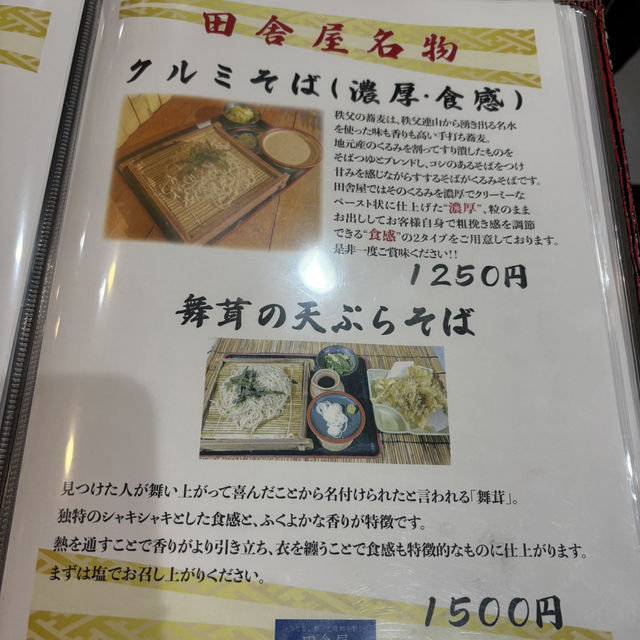 田舎屋名物
クルミそば(濃厚・食感)
秩父の蕎麦は、秩父連山から湧き出る名水
を使った味も香りも高い手打ち蕎麦。
地元産のくるみを割ってすり潰したものを
そばつゆとブレンドし、コシのあるそばをつけ
甘みを感じながらすするそばがくるみそばです。
田舎屋ではそのくるみを濃厚でクリーミーな
ペースト状に仕上げた"濃厚"、粒のまま
お出ししてお客様自身で粗挽き感を調節
できる"食感"の2タイプをご用意しております。
是非一度ご賞味ください!!
1250円
舞茸の天ぷらそば
見つけた人が舞い上がって喜んだことから名付けられたと言われる「舞茸」。
独特のシャキシャキとした食感と、ふくよかな香りが特徴です。
熱を通すことで香りがより引き立ち、衣を纏うことで食感も特徴的なものに仕上がります。
まずは塩でお召し上がりください。
1500円
田舎屋